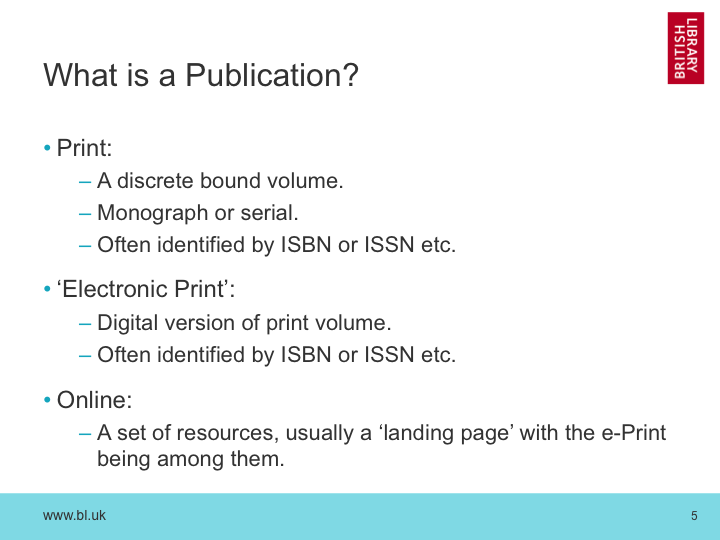 LIBRARY
BRITISH
What is a Publication?
• Print:
– A discrete bound volume.
– Monograph or serial.
– Often identified by ISBN or ISSN etc.
• ‘Electronic Print’:
– Digital version of print volume.
– Often identified by ISBN or ISSN etc.
• Online:
– A set of resources, usually a ‘landing page’ with the e-Print
being among them.
www.bl.uk
5